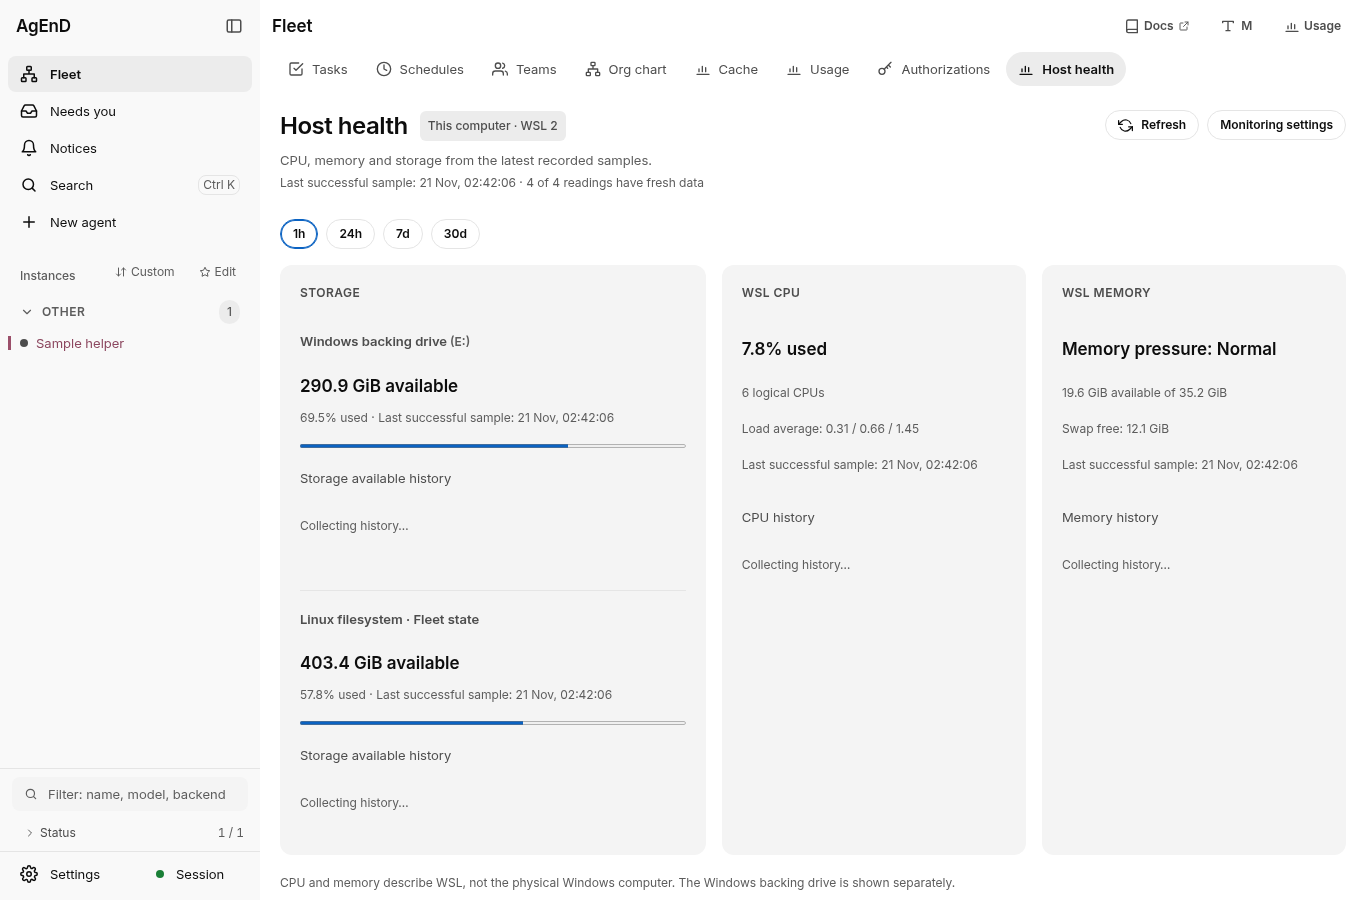 AgEnD
Fleet
Needs you
Notices
Search
Ctrl K
New agent
Instances
Custom
Edit
OTHER
1
Sample helper
Filter: name, model, backend
Status
1 / 1
Settings
Session
Fleet
Docs
M
Usage
Tasks
Schedules
Teams
Org chart
Cache
Usage
Authorizations
Host health
Host health
This computer · WSL 2
Refresh
Monitoring settings
CPU, memory and storage from the latest recorded samples.
Last successful sample: 21 Nov, 02:42:06 · 4 of 4 readings have fresh data
1h
24h
7d
30d
STORAGE
Windows backing drive (E:)
290.9 GiB available
69.5% used · Last successful sample: 21 Nov, 02:42:06
Storage available history
Collecting history...
Linux filesystem · Fleet state
403.4 GiB available
57.8% used · Last successful sample: 21 Nov, 02:42:06
Storage available history
Collecting history...
WSL CPU
7.8% used
6 logical CPUs
Load average: 0.31 / 0.66 / 1.45
Last successful sample: 21 Nov, 02:42:06
CPU history
Collecting history...
WSL MEMORY
Memory pressure: Normal
19.6 GiB available of 35.2 GiB
Swap free: 12.1 GiB
Last successful sample: 21 Nov, 02:42:06
Memory history
Collecting history...
CPU and memory describe WSL, not the physical Windows computer. The Windows backing drive is shown separately.